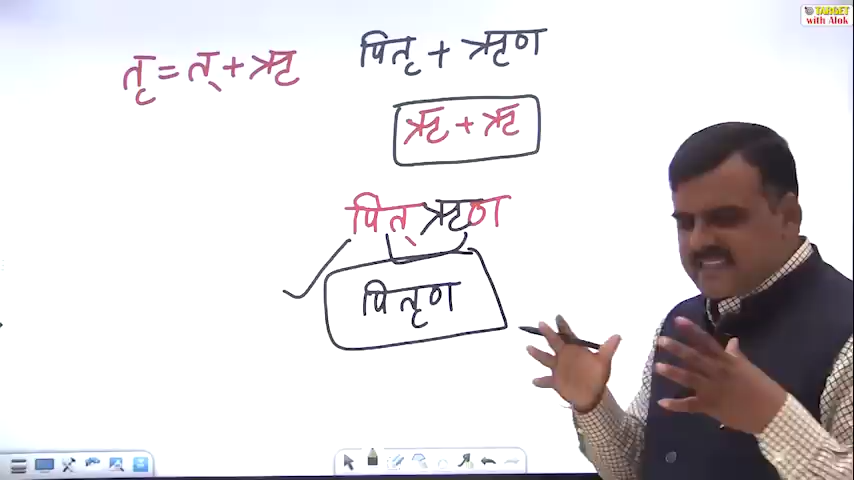 TARGET
with Alok
तृ = त् + ऋ
पितृ + ऋण
ऋ + ऋ
पित् ऋण
पितृण